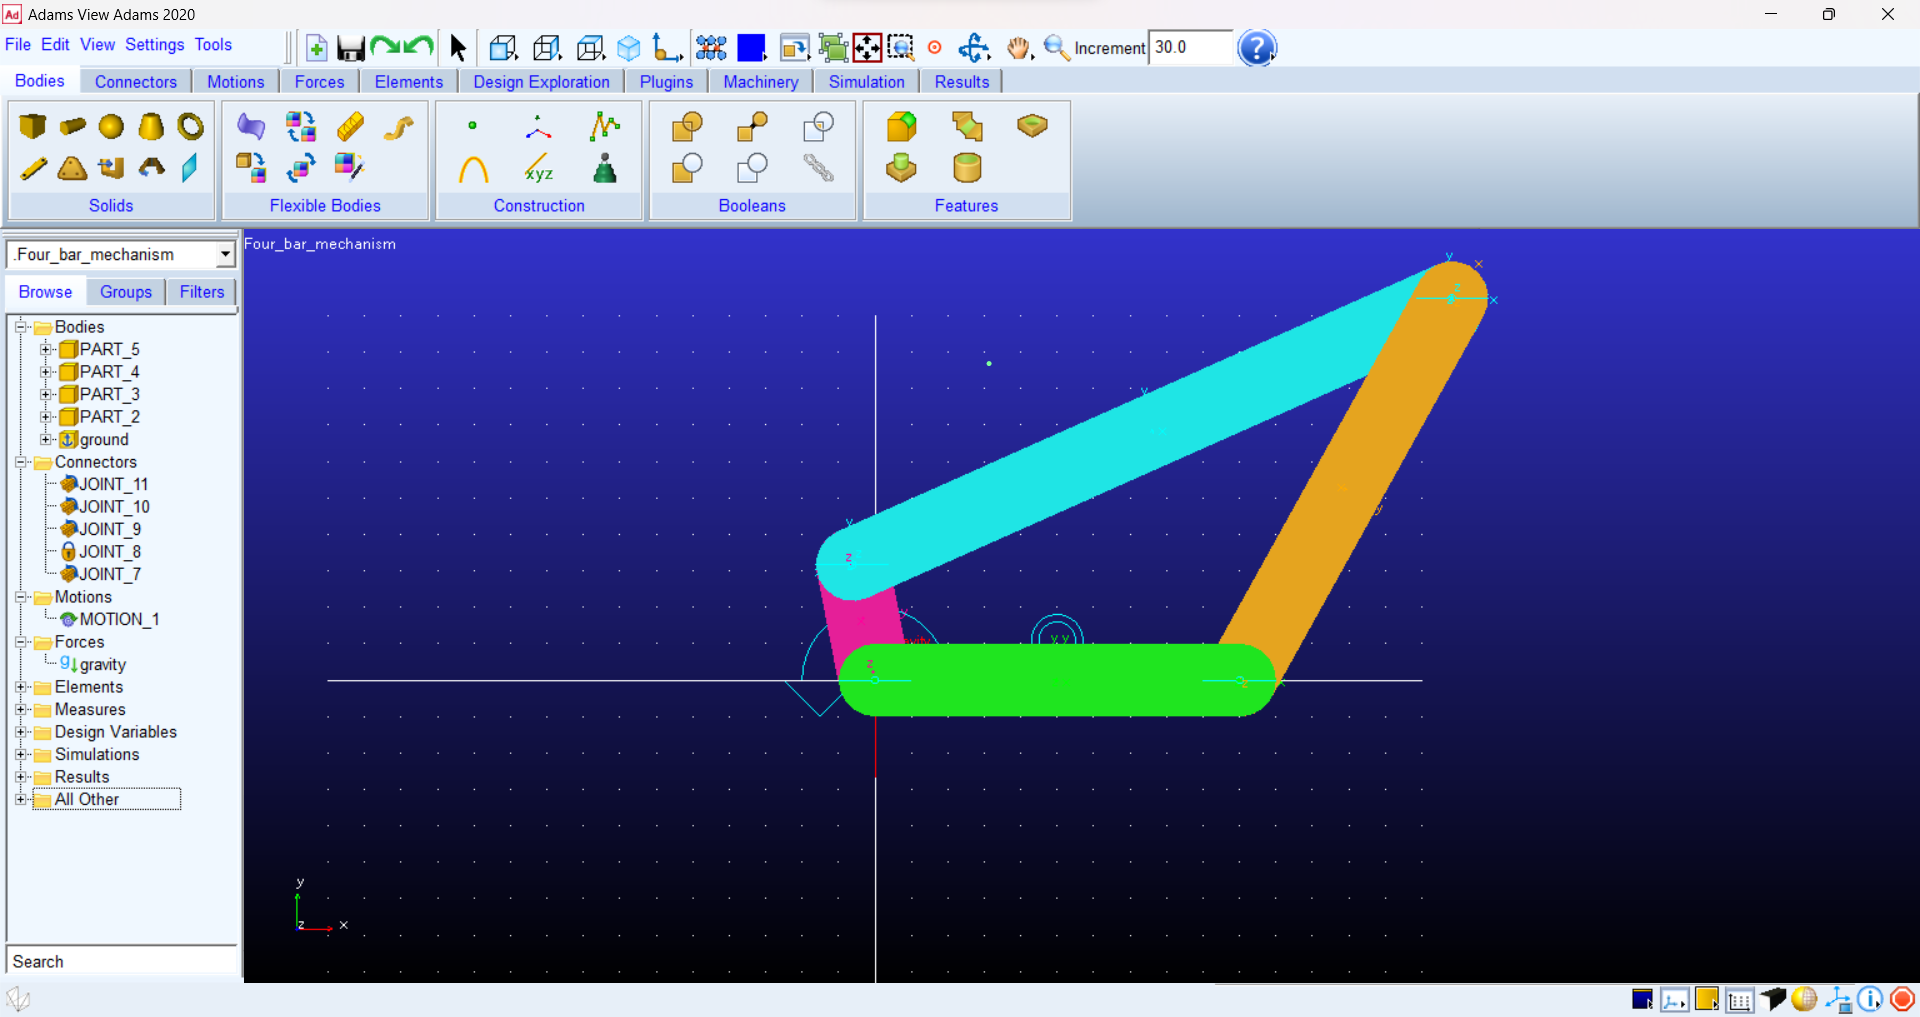 Ad Adams View Adams 2020
File Edit View Settings Tools
Increment 30.0
Bodies Connectors Motions Forces Elements Design Exploration Plugins Machinery Simulation Results
xyz
Solids Flexible Bodies Construction Booleans Features
.Four_bar_mechanism
Browse Groups Filters
Bodies
PART_5
PART_4
PART_3
PART_2
ground
Connectors
JOINT_11
JOINT_10
JOINT_9
JOINT_8
JOINT_7
Motions
MOTION_1
Forces
g gravity
Elements
Measures
Design Variables
Simulations
Results
All Other
Search
Four_bar_mechanism
y
x
z
x
y
x
y
z
y y
z
z
y
z x